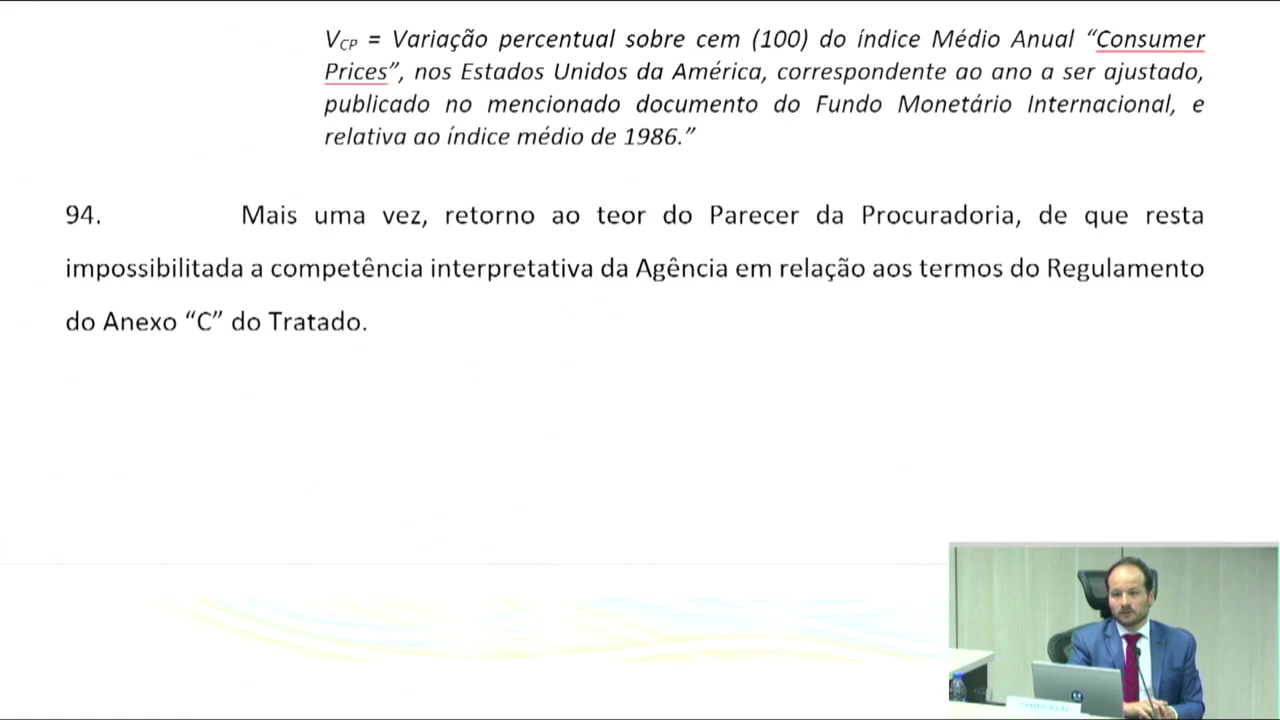 V_CP = Variação percentual sobre cem (100) do índice Médio Anual “Consumer
Prices”, nos Estados Unidos da América, correspondente ao ano a ser ajustado,
publicado no mencionado documento do Fundo Monetário Internacional, e
relativa ao índice médio de 1986.”
94. Mais uma vez, retorno ao teor do Parecer da Procuradoria, de que resta
impossibilitada a competência interpretativa da Agência em relação aos termos do Regulamento
do Anexo “C” do Tratado.